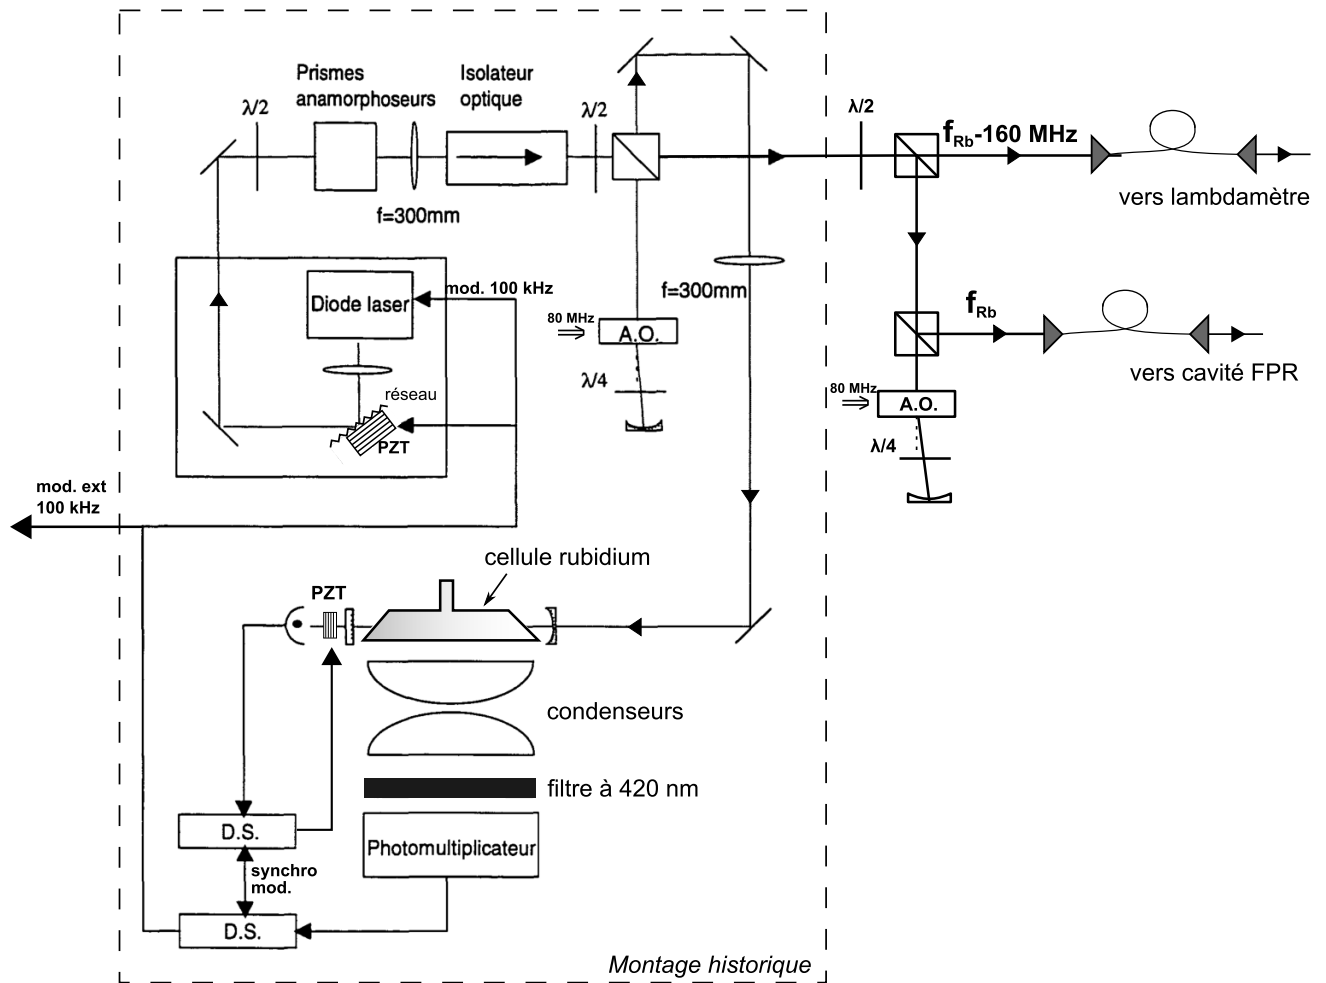 Prismes
anamorphoseurs
Isolateur
optique
λ/2
λ/2
λ/2
f_Rb-160 MHz
vers lambdamètre
f=300mm
Diode laser
mod. 100 kHz
f=300mm
80 MHz
A.O.
λ/4
f_Rb
vers cavité FPR
80 MHz
A.O.
λ/4
réseau
PZT
mod. ext
100 kHz
cellule rubidium
PZT
condenseurs
filtre à 420 nm
D.S.
Photomultiplicateur
synchro
mod.
D.S.
Montage historique